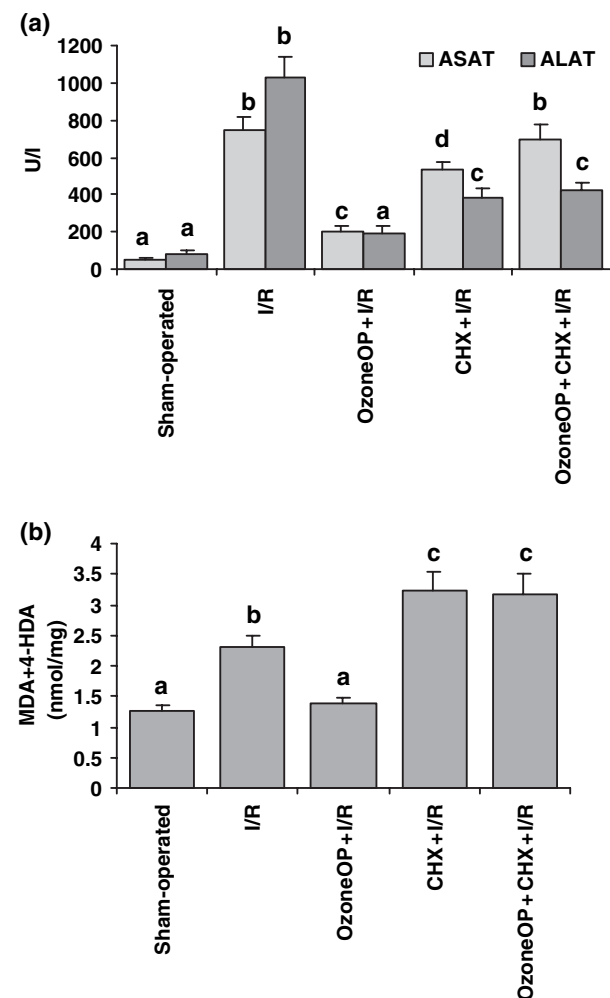 (a)
1200
1000
800
600
400
200
0
U/l
ASAT ALAT
a a
b b
c a
d c
b c
Sham-operated
I/R
OzoneOP+I/R
CHX+I/R
OzoneOP+CHX+I/R
(b)
4
3.5
3
2.5
2
1.5
1
0.5
0
MDA+4-HDA
(nmol/mg)
a
b
a
c
c
Sham-operated
I/R
OzoneOP+I/R
CHX+I/R
OzoneOP+CHX+I/R